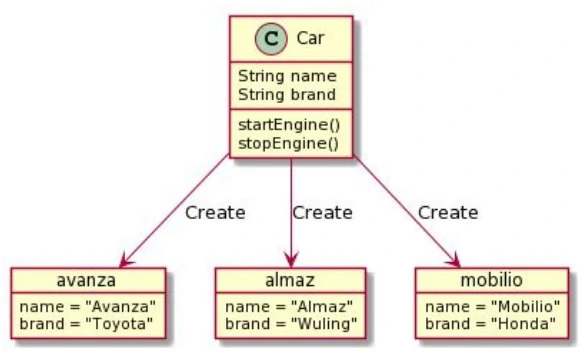 C Car
String name
String brand
startEngine()
stopEngine()
Create
Create
Create
avanza
name = "Avanza"
brand = "Toyota"
almaz
name = "Almaz"
brand = "Wuling"
mobilio
name = "Mobilio"
brand = "Honda"